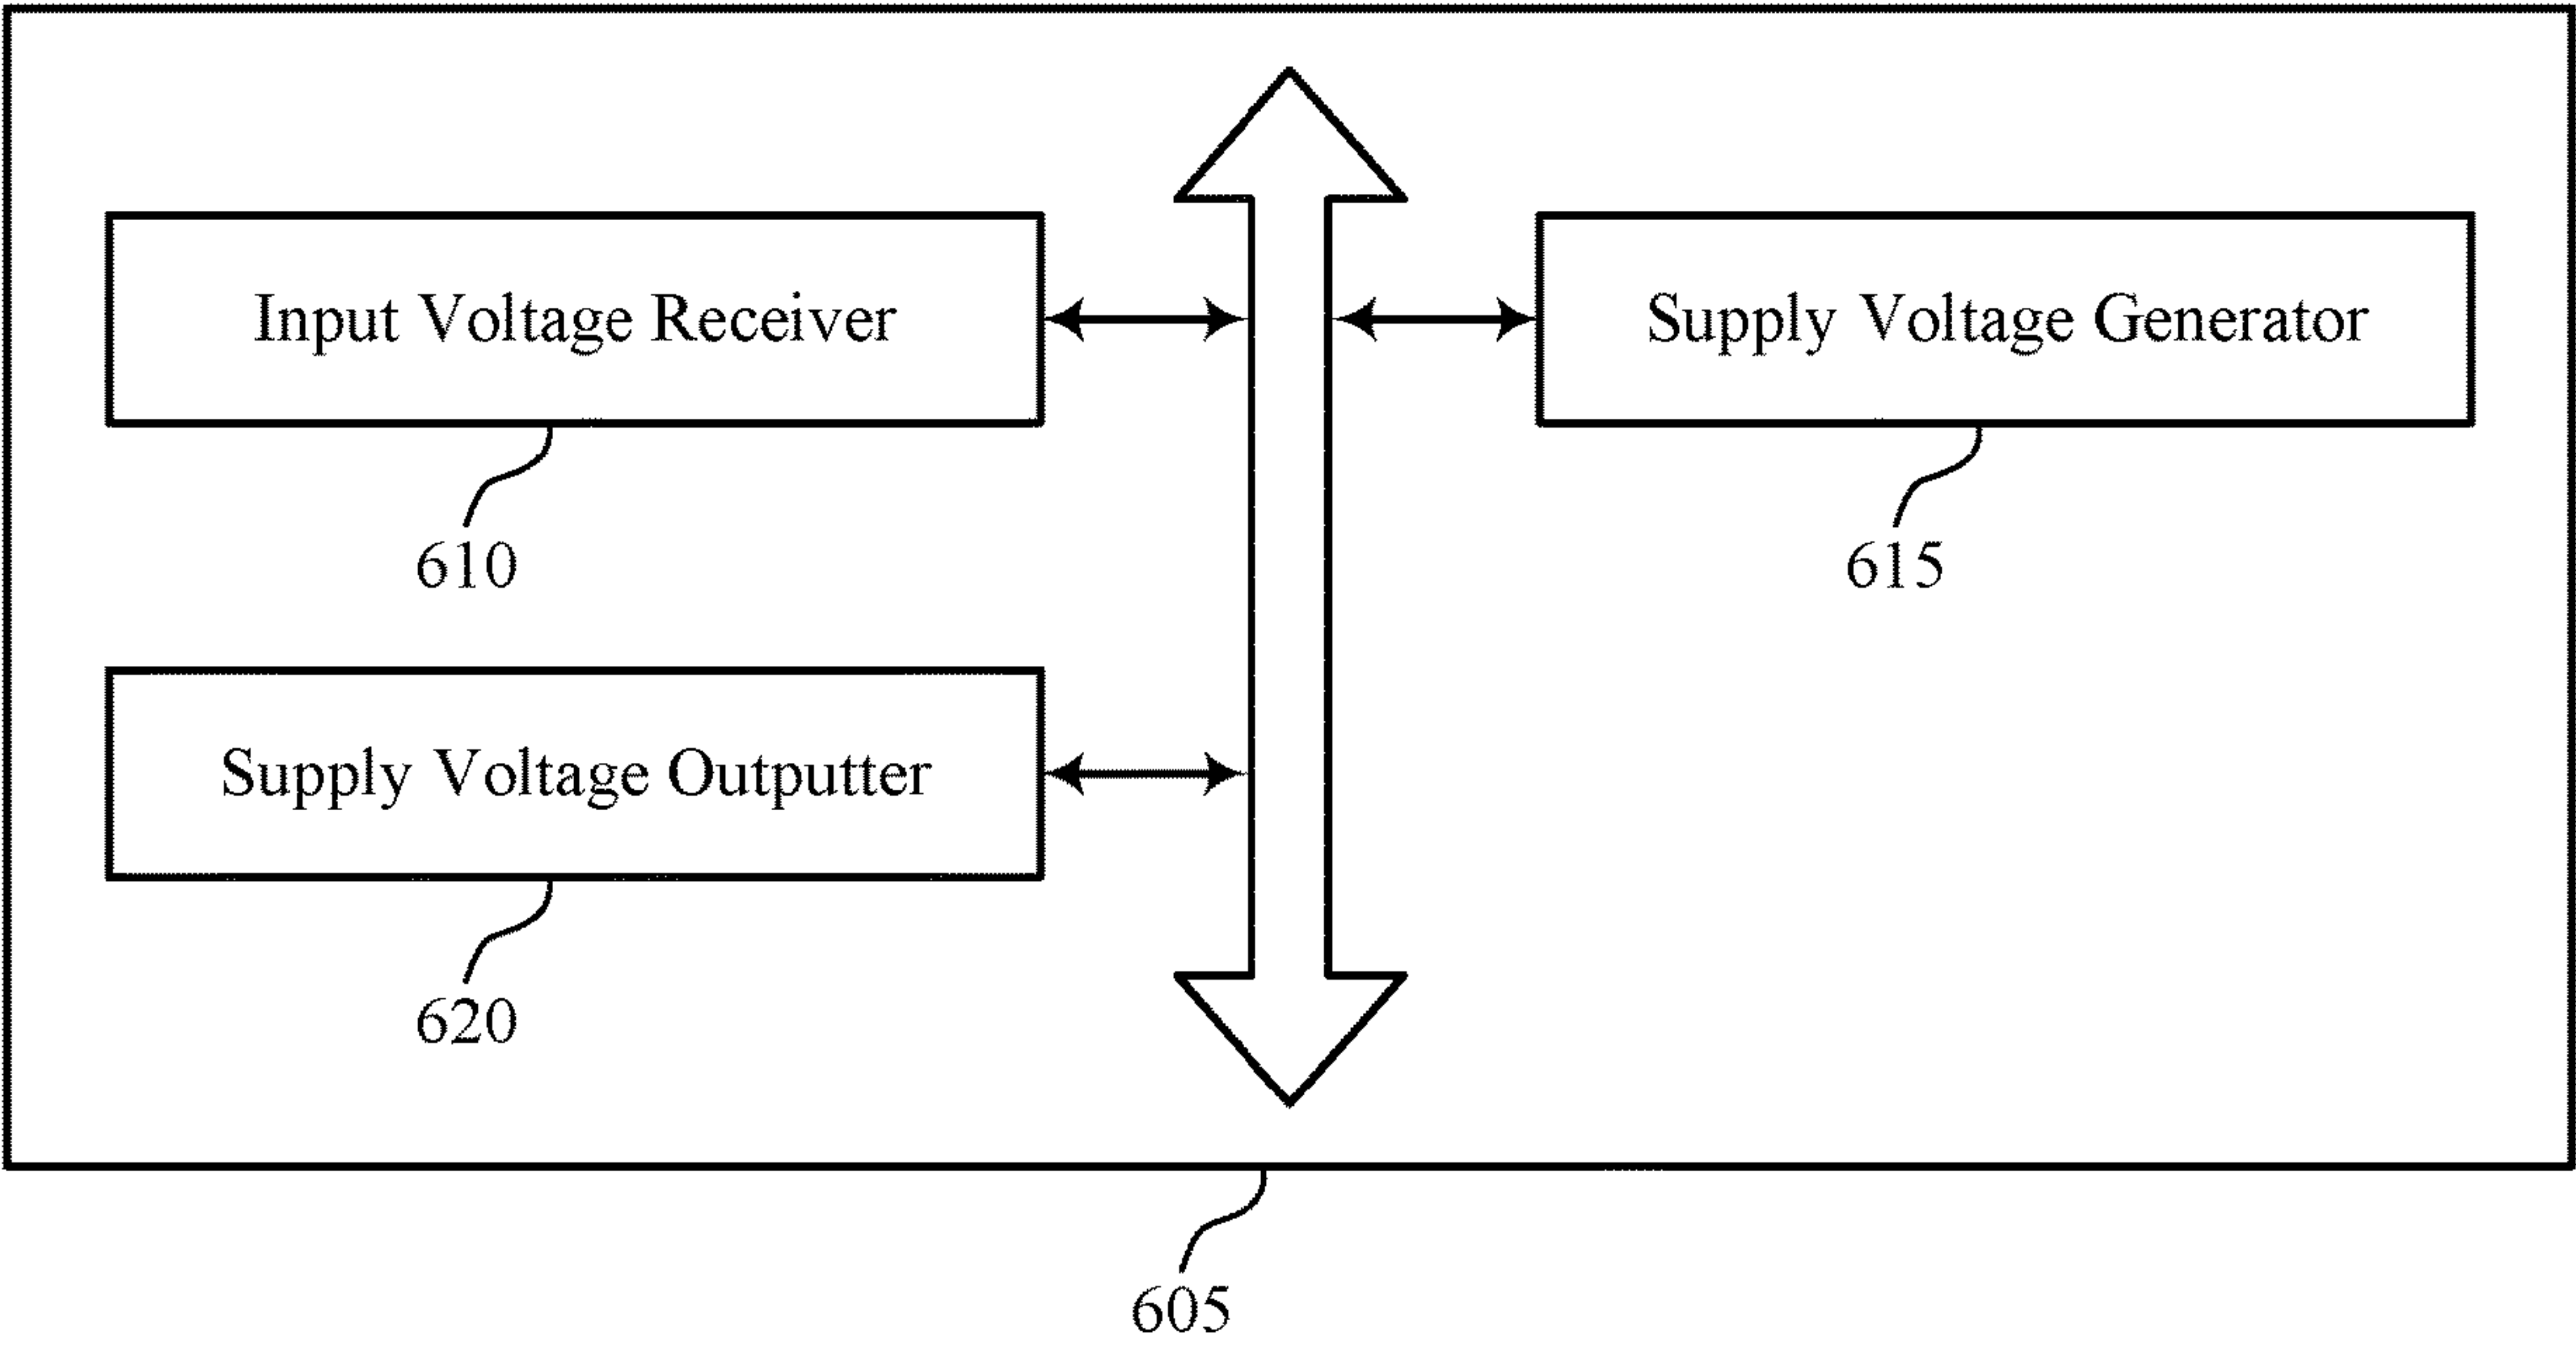 Input Voltage Receiver
610
Supply Voltage Generator
615
Supply Voltage Outputter
620
605